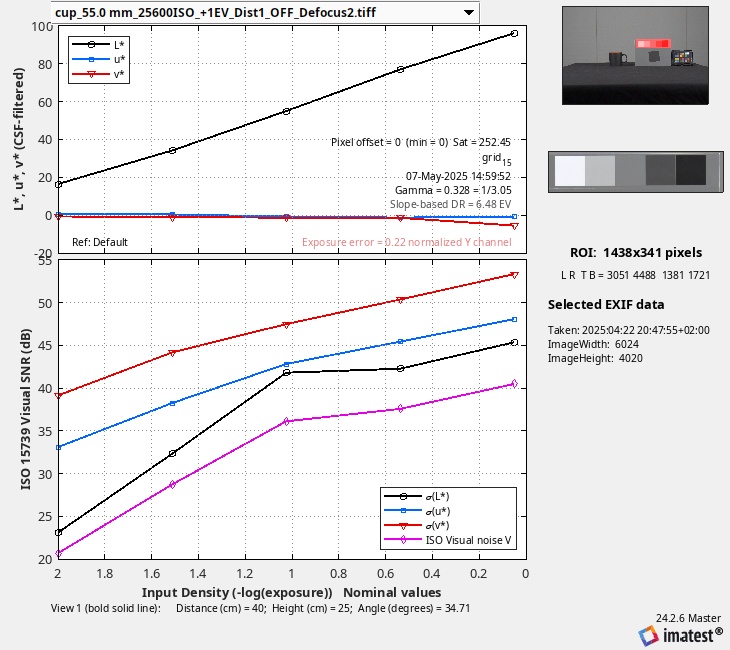 cup_55.0 mm_25600ISO_+1EV_Dist1_OFF_Defocus2.tiff
L*, u*, v* (CSF-filtered)
100
80
60
40
20
0
-20
L*
u*
v*
Pixel offset = 0 (min = 0) Sat = 252.45
grid15
07-May-2025 14:59:52
Gamma = 0.328 = 1/3.05
Slope-based DR = 6.48 EV
Ref: Default
Exposure error = 0.22 normalized Y channel
ISO 15739 Visual SNR (dB)
55
50
45
40
35
30
25
20
σ(L*)
σ(u*)
σ(v*)
ISO Visual noise V
2 1.8 1.6 1.4 1.2 1 0.8 0.6 0.4 0.2 0
Input Density (-log(exposure)) Nominal values
View 1 (bold solid line): Distance (cm) = 40; Height (cm) = 25; Angle (degrees) = 34.71
ROI: 1438x341 pixels
L R T B = 3051 4488 1381 1721
Selected EXIF data
Taken: 2025:04:22 20:47:55+02:00
ImageWidth: 6024
ImageHeight: 4020
24.2.6 Master
imatest®